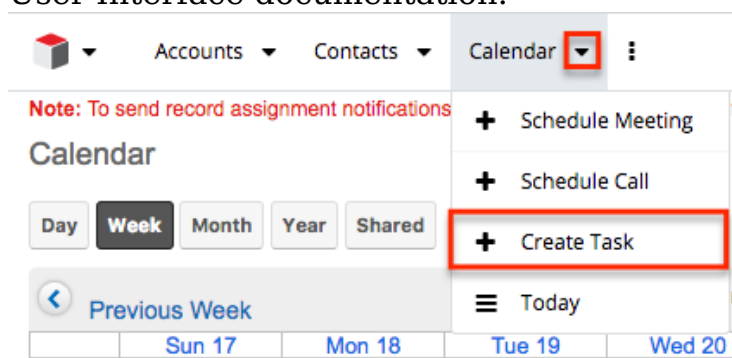 User Interface documentation.
Accounts Contacts Calendar
Note: To send record assignment notifications
Schedule Meeting
Calendar
Schedule Call
Day Week Month Year Shared
Create Task
Today
Previous Week
Sun 17 Mon 18 Tue 19 Wed 20